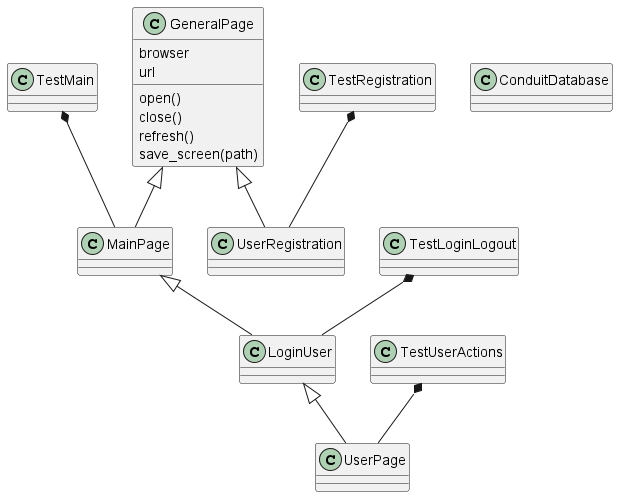 C GeneralPage
browser
url
open()
close()
refresh()
save_screen(path)
C TestMain
C TestRegistration
C ConduitDatabase
C MainPage
C UserRegistration
C TestLoginLogout
C LoginUser
C TestUserActions
C UserPage